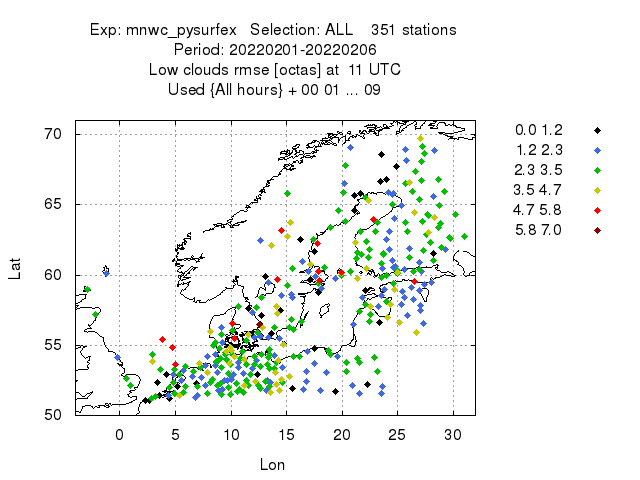 Exp: mnwc_pysurfex   Selection: ALL    351 stations
Period: 20220201-20220206
Low clouds rmse [octas] at  11 UTC
Used {All hours} + 00 01 ... 09
70
65
60
55
50
0 5 10 15 20 25 30
Lat
Lon
0.0 1.2
1.2 2.3
2.3 3.5
3.5 4.7
4.7 5.8
5.8 7.0